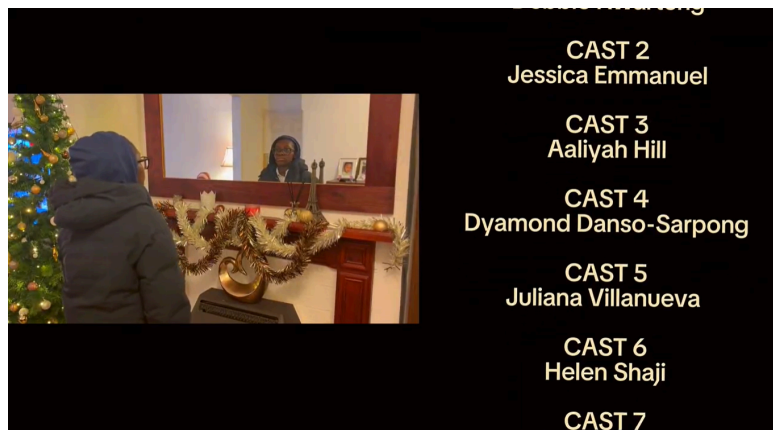 CAST 2
Jessica Emmanuel
CAST 3
Aaliyah Hill
CAST 4
Dyamond Danso-Sarpong
CAST 5
Juliana Villanueva
CAST 6
Helen Shaji
CAST 7